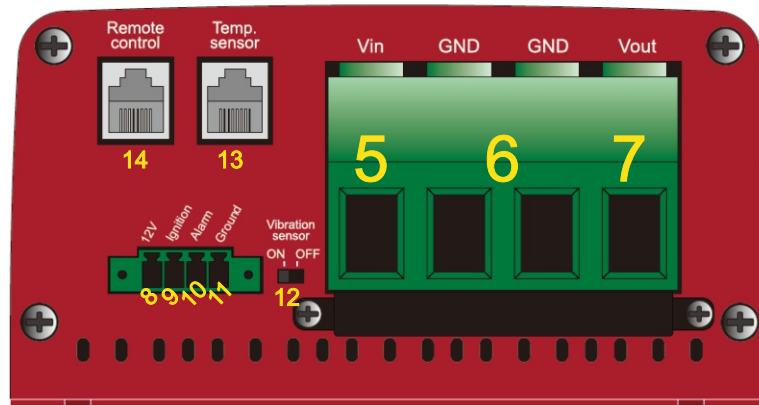 Remote
control
Temp.
sensor
Vin
GND
GND
Vout
14
13
5
6
7
12V
Ignition
Alarm
Ground
Vibration
sensor
ON
OFF
8
9
10
11
12